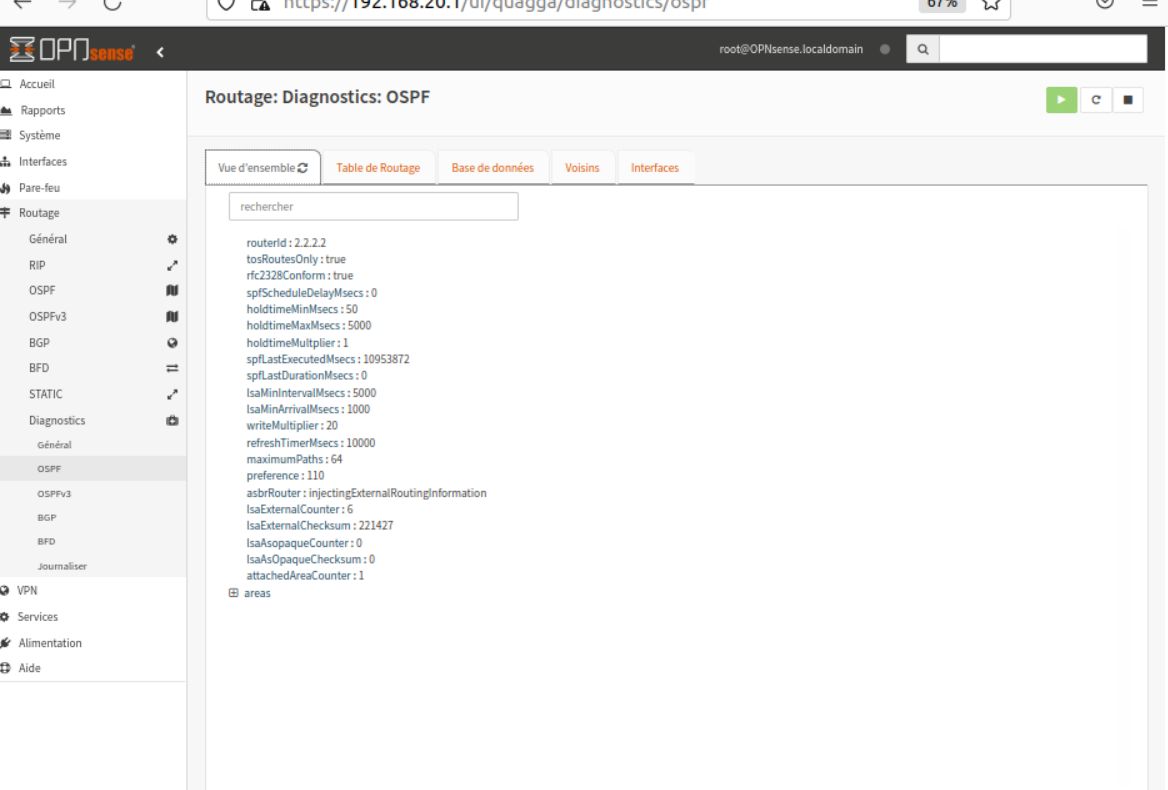 https://192.168.20.1/ui/quagga/diagnostics/ospf
67%
OPNsense
root@OPNsense.localdomain
Accueil
Rapports
Système
Interfaces
Pare-feu
Routage
Général
RIP
OSPF
OSPFv3
BGP
BFD
STATIC
Diagnostics
Général
OSPF
OSPFv3
BGP
BFD
Journaliser
VPN
Services
Alimentation
Aide
Routage: Diagnostics: OSPF
Vue d'ensemble Table de Routage Base de données Voisins Interfaces
rechercher
routerId : 2.2.2.2
tosRoutesOnly : true
rfc2328Conform : true
spfScheduleDelayMsecs : 0
holdtimeMinMsecs : 50
holdtimeMaxMsecs : 5000
holdtimeMultplier : 1
spfLastExecutedMsecs : 10953872
spfLastDurationMsecs : 0
lsaMinIntervalMsecs : 5000
lsaMinArrivalMsecs : 1000
writeMultiplier : 20
refreshTimerMsecs : 10000
maximumPaths : 64
preference : 110
asbrRouter : injectingExternalRoutingInformation
lsaExternalCounter : 6
lsaExternalChecksum : 221427
lsaAsopaqueCounter : 0
lsaAsOpaqueChecksum : 0
attachedAreaCounter : 1
areas